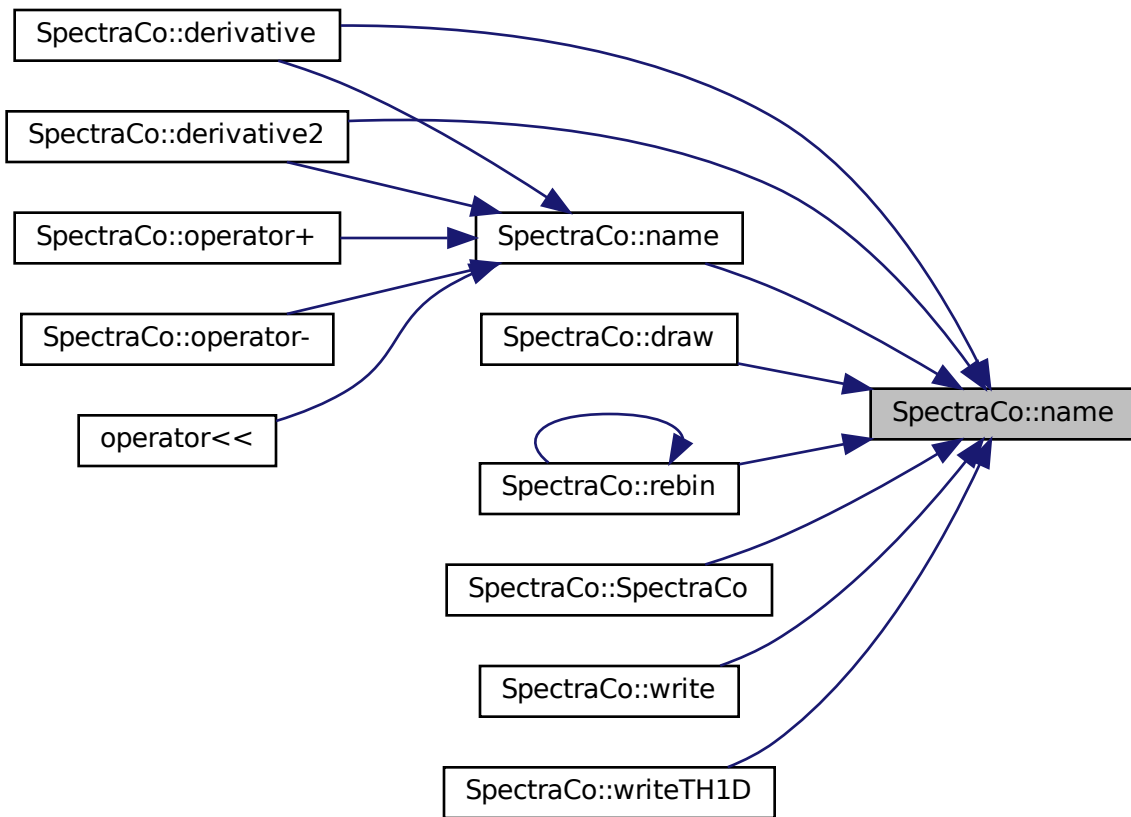 SpectraCo::derivative
SpectraCo::derivative2
SpectraCo::operator+
SpectraCo::name
SpectraCo::operator-
SpectraCo::draw
SpectraCo::name
operator<<
SpectraCo::rebin
SpectraCo::SpectraCo
SpectraCo::write
SpectraCo::writeTH1D